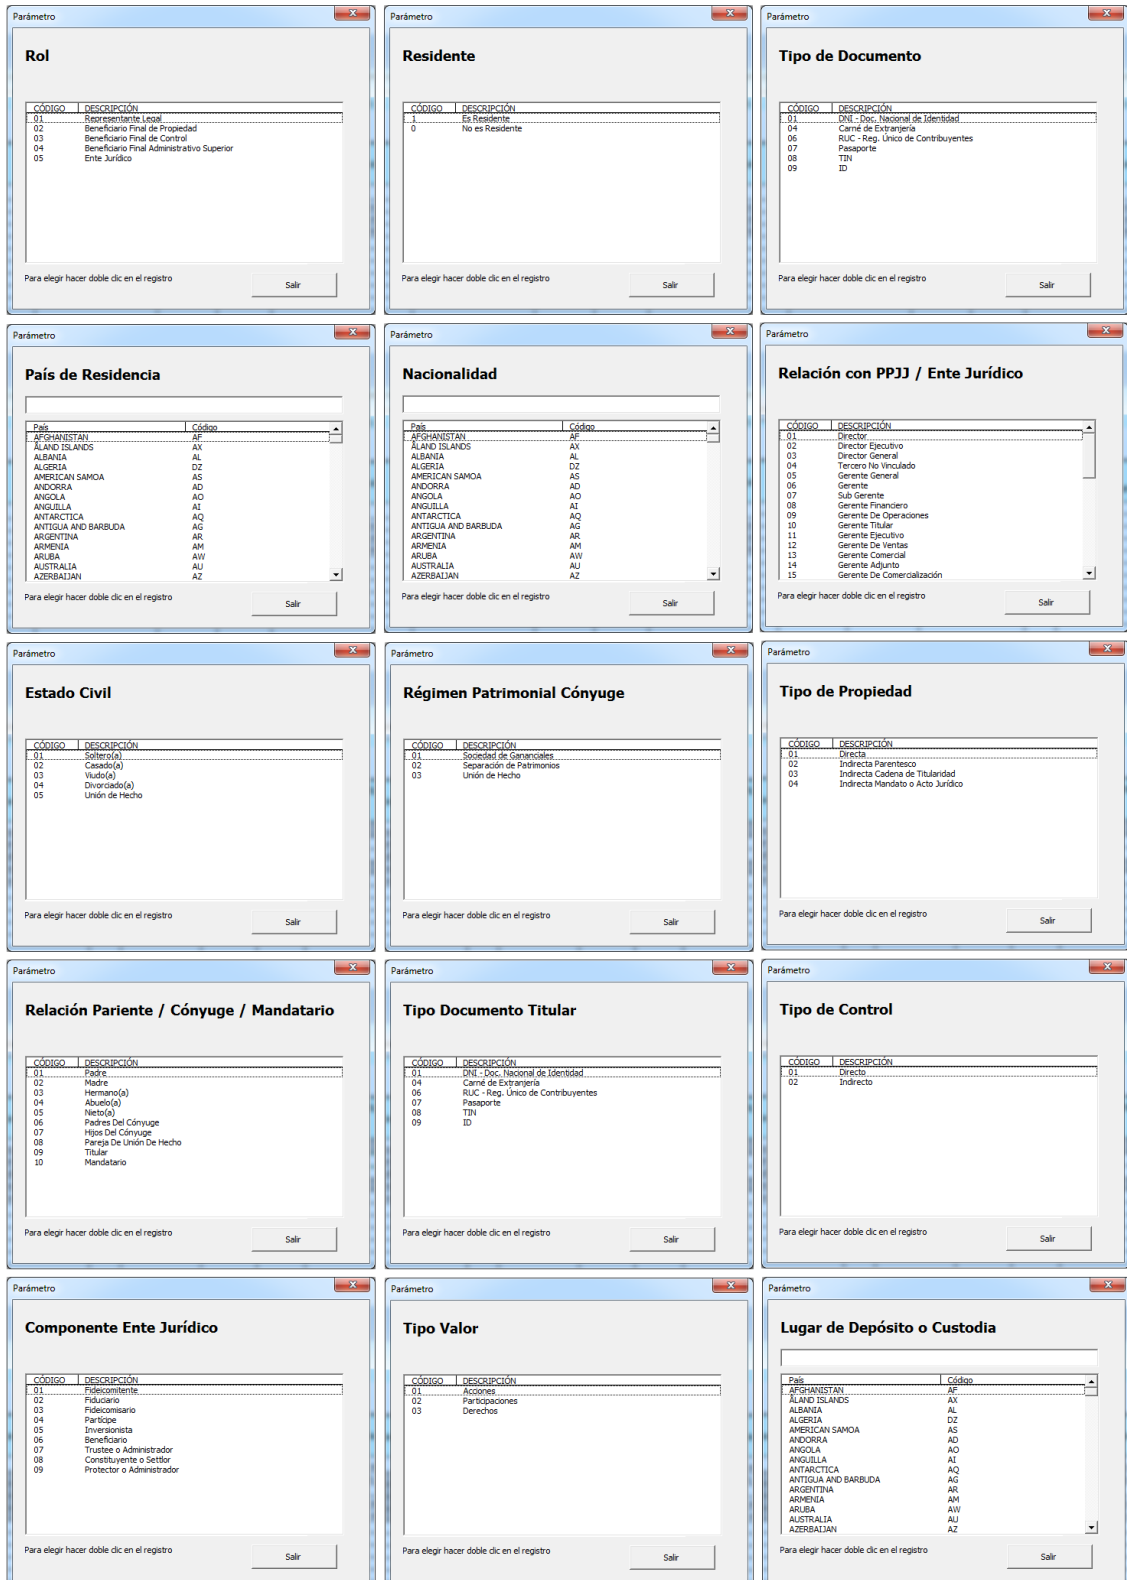 Parámetro
Rol
CÓDIGO DESCRIPCIÓN
01 Representante Legal
02 Beneficiario Final de Propiedad
03 Beneficiario Final de Control
04 Beneficiario Final Administrativo Superior
05 Ente Jurídico
Para elegir hacer doble clic en el registro
Salir
Parámetro
Residente
CÓDIGO DESCRIPCIÓN
1 Es Residente
0 No es Residente
Para elegir hacer doble clic en el registro
Salir
Parámetro
Tipo de Documento
CÓDIGO DESCRIPCIÓN
01 DNI - Doc. Nacional de Identidad
04 Carné de Extranjería
06 RUC - Reg. Único de Contribuyentes
07 Pasaporte
08 TIN
09 ID
Para elegir hacer doble clic en el registro
Salir
Parámetro
País de Residencia
País Código
AFGHANISTAN AF
ÅLAND ISLANDS AX
ALBANIA AL
ALGERIA DZ
AMERICAN SAMOA AS
ANDORRA AD
ANGOLA AO
ANGUILLA AI
ANTARCTICA AQ
ANTIGUA AND BARBUDA AG
ARGENTINA AR
ARMENIA AM
ARUBA AW
AUSTRALIA AU
AZERBAIJAN AZ
Para elegir hacer doble clic en el registro
Salir
Parámetro
Nacionalidad
País Código
AFGHANISTAN AF
ÅLAND ISLANDS AX
ALBANIA AL
ALGERIA DZ
AMERICAN SAMOA AS
ANDORRA AD
ANGOLA AO
ANGUILLA AI
ANTARCTICA AQ
ANTIGUA AND BARBUDA AG
ARGENTINA AR
ARMENIA AM
ARUBA AW
AUSTRALIA AU
AZERBAIJAN AZ
Para elegir hacer doble clic en el registro
Salir
Parámetro
Relación con PPJJ / Ente Jurídico
CÓDIGO DESCRIPCIÓN
01 Director
02 Director Ejecutivo
03 Director General
04 Tercero No Vinculado
05 Gerente General
06 Gerente
07 Sub Gerente
08 Gerente Financiero
09 Gerente De Operaciones
10 Gerente Titular
11 Gerente Ejecutivo
12 Gerente De Ventas
13 Gerente Comercial
14 Gerente Adjunto
15 Gerente De Comercialización
Para elegir hacer doble clic en el registro
Salir
Parámetro
Estado Civil
CÓDIGO DESCRIPCIÓN
01 Soltero(a)
02 Casado(a)
03 Viudo(a)
04 Divorciado(a)
05 Unión de Hecho
Para elegir hacer doble clic en el registro
Salir
Parámetro
Régimen Patrimonial Cónyuge
CÓDIGO DESCRIPCIÓN
01 Sociedad de Gananciales
02 Separación de Patrimonios
03 Unión de Hecho
Para elegir hacer doble clic en el registro
Salir
Parámetro
Tipo de Propiedad
CÓDIGO DESCRIPCIÓN
01 Directa
02 Indirecta Parentesco
03 Indirecta Cadena de Titularidad
04 Indirecta Mandato o Acto Jurídico
Para elegir hacer doble clic en el registro
Salir
Parámetro
Relación Pariente / Cónyuge / Mandatario
CÓDIGO DESCRIPCIÓN
01 Padre
02 Madre
03 Hermano(a)
04 Abuelo(a)
05 Nieto(a)
06 Padres Del Cónyuge
07 Hijos Del Cónyuge
08 Pareja De Unión De Hecho
09 Titular
10 Mandatario
Para elegir hacer doble clic en el registro
Salir
Parámetro
Tipo Documento Titular
CÓDIGO DESCRIPCIÓN
01 DNI - Doc. Nacional de Identidad
04 Carné de Extranjería
06 RUC - Reg. Único de Contribuyentes
07 Pasaporte
08 TIN
09 ID
Para elegir hacer doble clic en el registro
Salir
Parámetro
Tipo de Control
CÓDIGO DESCRIPCIÓN
01 Directo
02 Indirecto
Para elegir hacer doble clic en el registro
Salir
Parámetro
Componente Ente Jurídico
CÓDIGO DESCRIPCIÓN
01 Fideicomitente
02 Fiduciario
03 Fideicomisario
04 Partícipe
05 Inversionista
06 Beneficiario
07 Trustee o Administrador
08 Constituyente o Settlor
09 Protector o Administrador
Para elegir hacer doble clic en el registro
Salir
Parámetro
Tipo Valor
CÓDIGO DESCRIPCIÓN
01 Acciones
02 Participaciones
03 Derechos
Para elegir hacer doble clic en el registro
Salir
Parámetro
Lugar de Depósito o Custodia
País Código
AFGHANISTAN AF
ÅLAND ISLANDS AX
ALBANIA AL
ALGERIA DZ
AMERICAN SAMOA AS
ANDORRA AD
ANGOLA AO
ANGUILLA AI
ANTARCTICA AQ
ANTIGUA AND BARBUDA AG
ARGENTINA AR
ARMENIA AM
ARUBA AW
AUSTRALIA AU
AZERBAIJAN AZ
Para elegir hacer doble clic en el registro
Salir